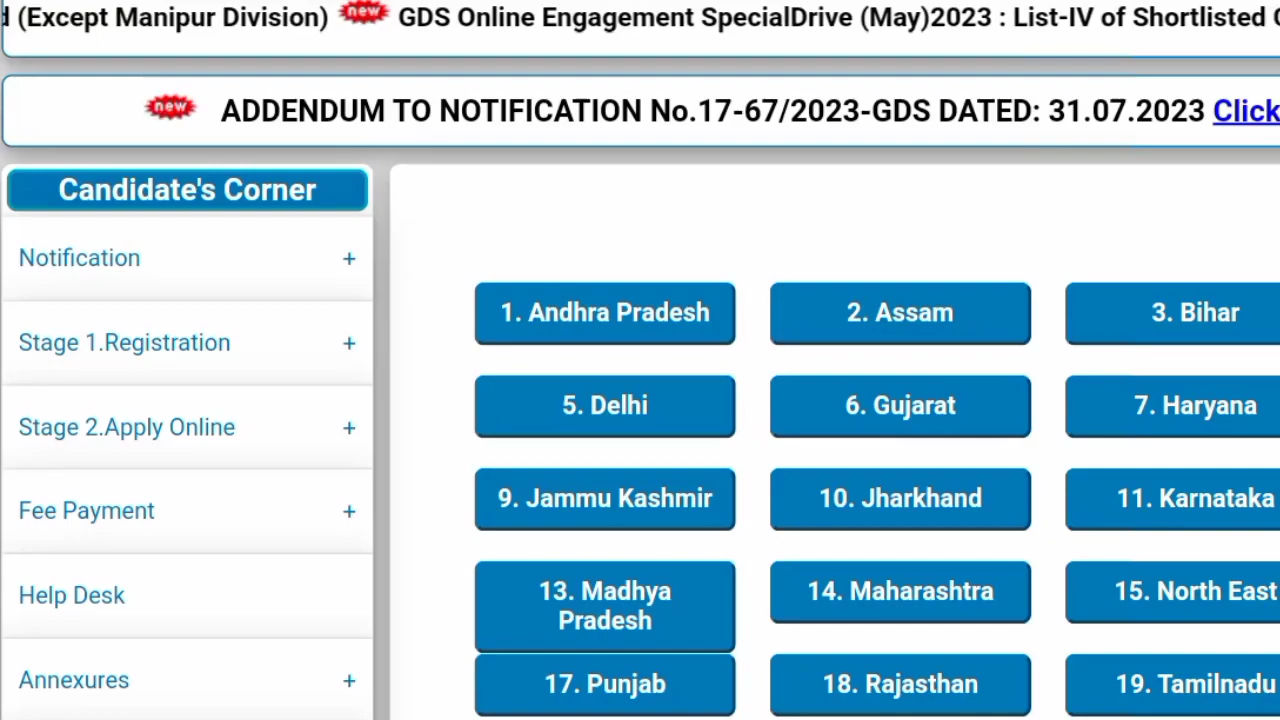 (Except Manipur Division) new GDS Online Engagement SpecialDrive (May)2023 : List-IV of Shortlisted
new ADDENDUM TO NOTIFICATION No.17-67/2023-GDS DATED: 31.07.2023 Click
Candidate's Corner
Notification +
Stage 1.Registration +
Stage 2.Apply Online +
Fee Payment +
Help Desk
Annexures +
1. Andhra Pradesh
2. Assam
3. Bihar
5. Delhi
6. Gujarat
7. Haryana
9. Jammu Kashmir
10. Jharkhand
11. Karnataka
13. Madhya
Pradesh
14. Maharashtra
15. North East
17. Punjab
18. Rajasthan
19. Tamilnadu